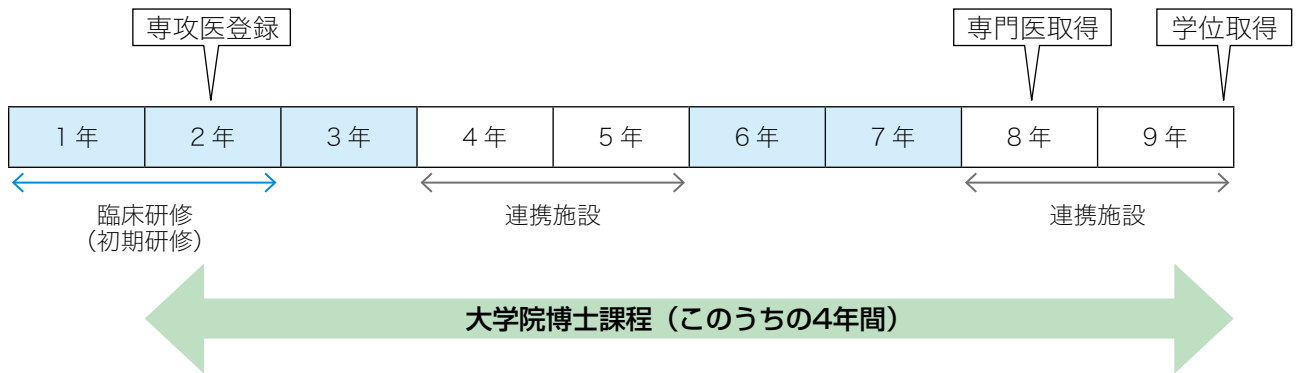 専攻医登録
専門医取得
学位取得
1年
2年
3年
4年
5年
6年
7年
8年
9年
臨床研修
（初期研修）
連携施設
連携施設
大学院博士課程（このうちの4年間）